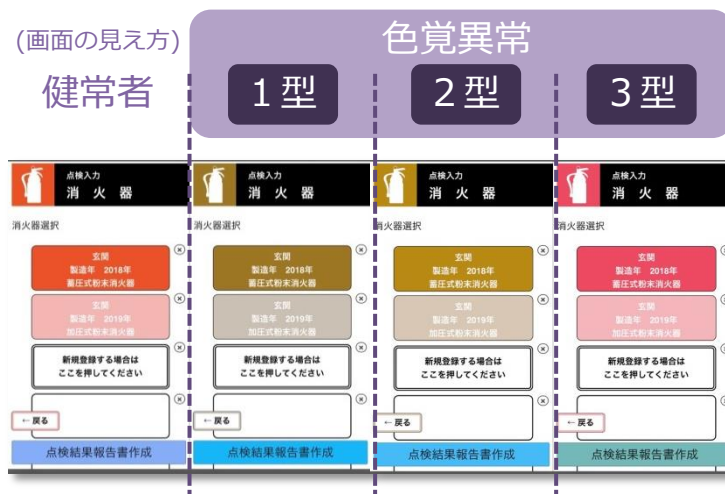 (画面の見え方)
健常者
色覚異常
1型
2型
3型
点検入力
消火器
消火器選択
玄関
製造年 2018年
蓄圧式粉末消火器
玄関
製造年 2019年
加圧式粉末消火器
新規登録する場合は
ここを押してください
←戻る
点検結果報告書作成
点検入力
消火器
消火器選択
玄関
製造年 2018年
蓄圧式粉末消火器
玄関
製造年 2019年
加圧式粉末消火器
新規登録する場合は
ここを押してください
←戻る
点検結果報告書作成
点検入力
消火器
消火器選択
玄関
製造年 2018年
蓄圧式粉末消火器
玄関
製造年 2019年
加圧式粉末消火器
新規登録する場合は
ここを押してください
←戻る
点検結果報告書作成
点検入力
消火器
消火器選択
玄関
製造年 2018年
蓄圧式粉末消火器
玄関
製造年 2019年
加圧式粉末消火器
新規登録する場合は
ここを押してください
←戻る
点検結果報告書作成